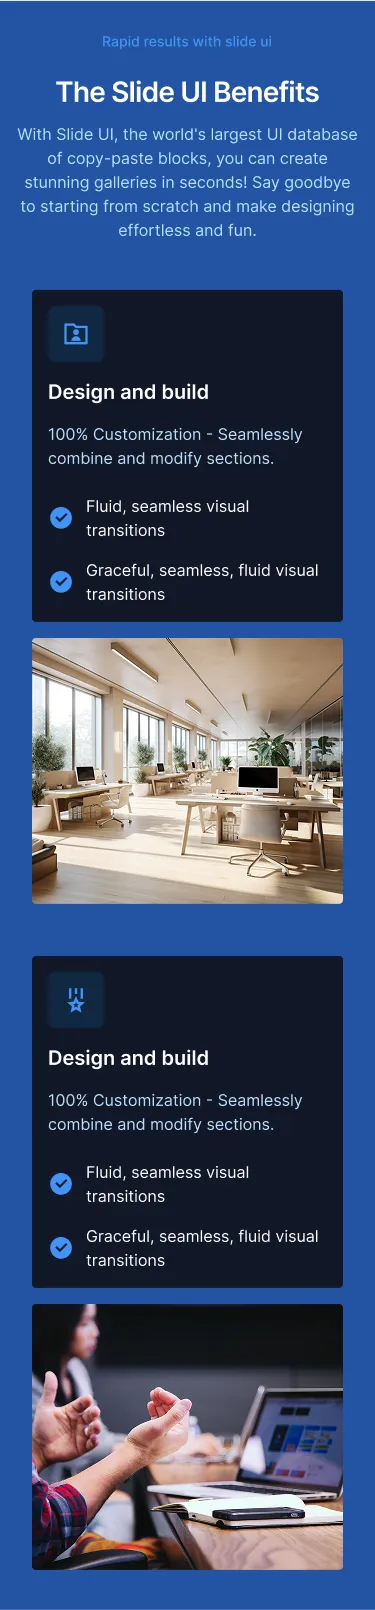 Rapid results with slide ui
The Slide UI Benefits
With Slide UI, the world's largest UI database
of copy-paste blocks, you can create
stunning galleries in seconds! Say goodbye
to starting from scratch and make designing
effortless and fun.
Design and build
100% Customization - Seamlessly
combine and modify sections.
Fluid, seamless visual
transitions
Graceful, seamless, fluid visual
transitions
Design and build
100% Customization - Seamlessly
combine and modify sections.
Fluid, seamless visual
transitions
Graceful, seamless, fluid visual
transitions